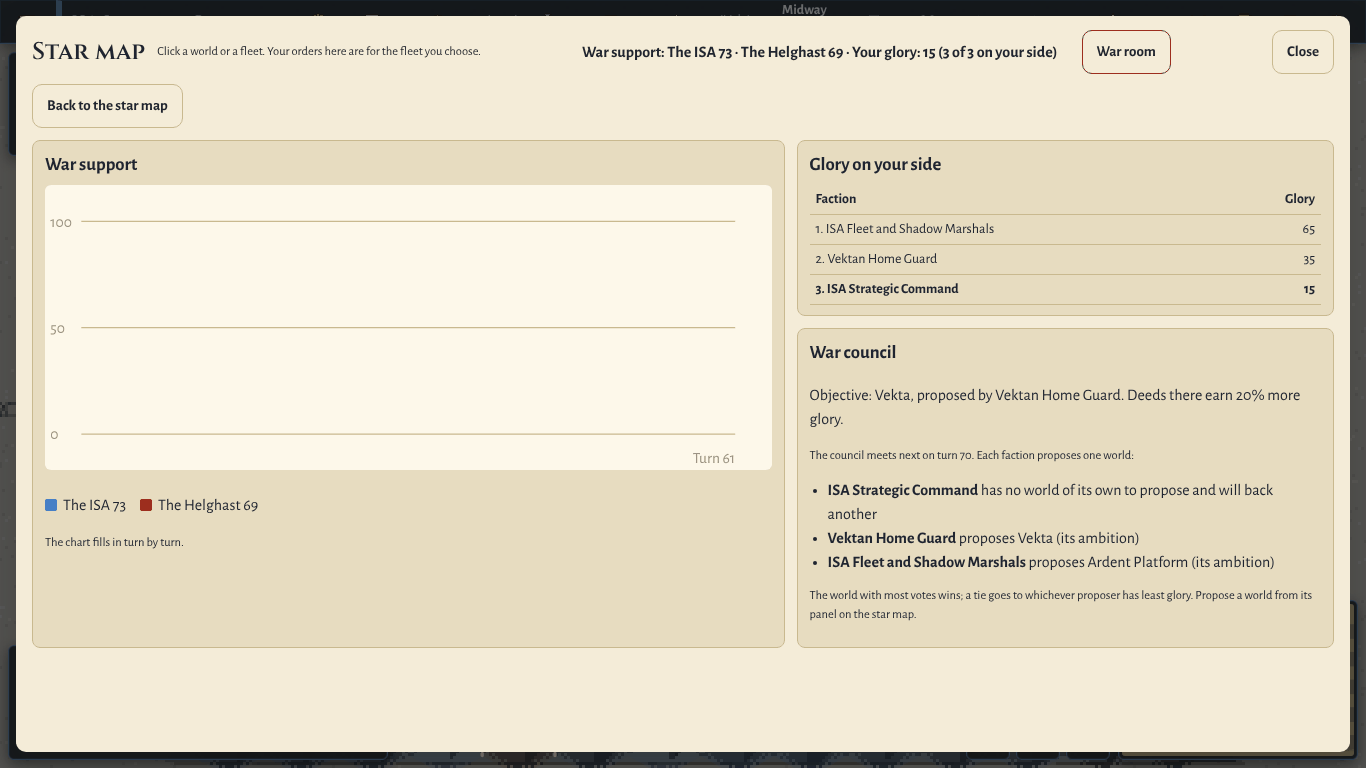 Midway
Star map
Click a world or a fleet. Your orders here are for the fleet you choose.
War support: The ISA 73 · The Helghast 69 · Your glory: 15 (3 of 3 on your side)
War room
Close
Back to the star map
War support
100
50
0
Turn 61
The ISA 73
The Helghast 69
The chart fills in turn by turn.
Glory on your side
Faction Glory
1. ISA Fleet and Shadow Marshals 65
2. Vektan Home Guard 35
3. ISA Strategic Command 15
War council
Objective: Vekta, proposed by Vektan Home Guard. Deeds there earn 20% more
glory.
The council meets next on turn 70. Each faction proposes one world:
• ISA Strategic Command has no world of its own to propose and will back
another
• Vektan Home Guard proposes Vekta (its ambition)
• ISA Fleet and Shadow Marshals proposes Ardent Platform (its ambition)
The world with most votes wins; a tie goes to whichever proposer has least glory. Propose a world from its
panel on the star map.